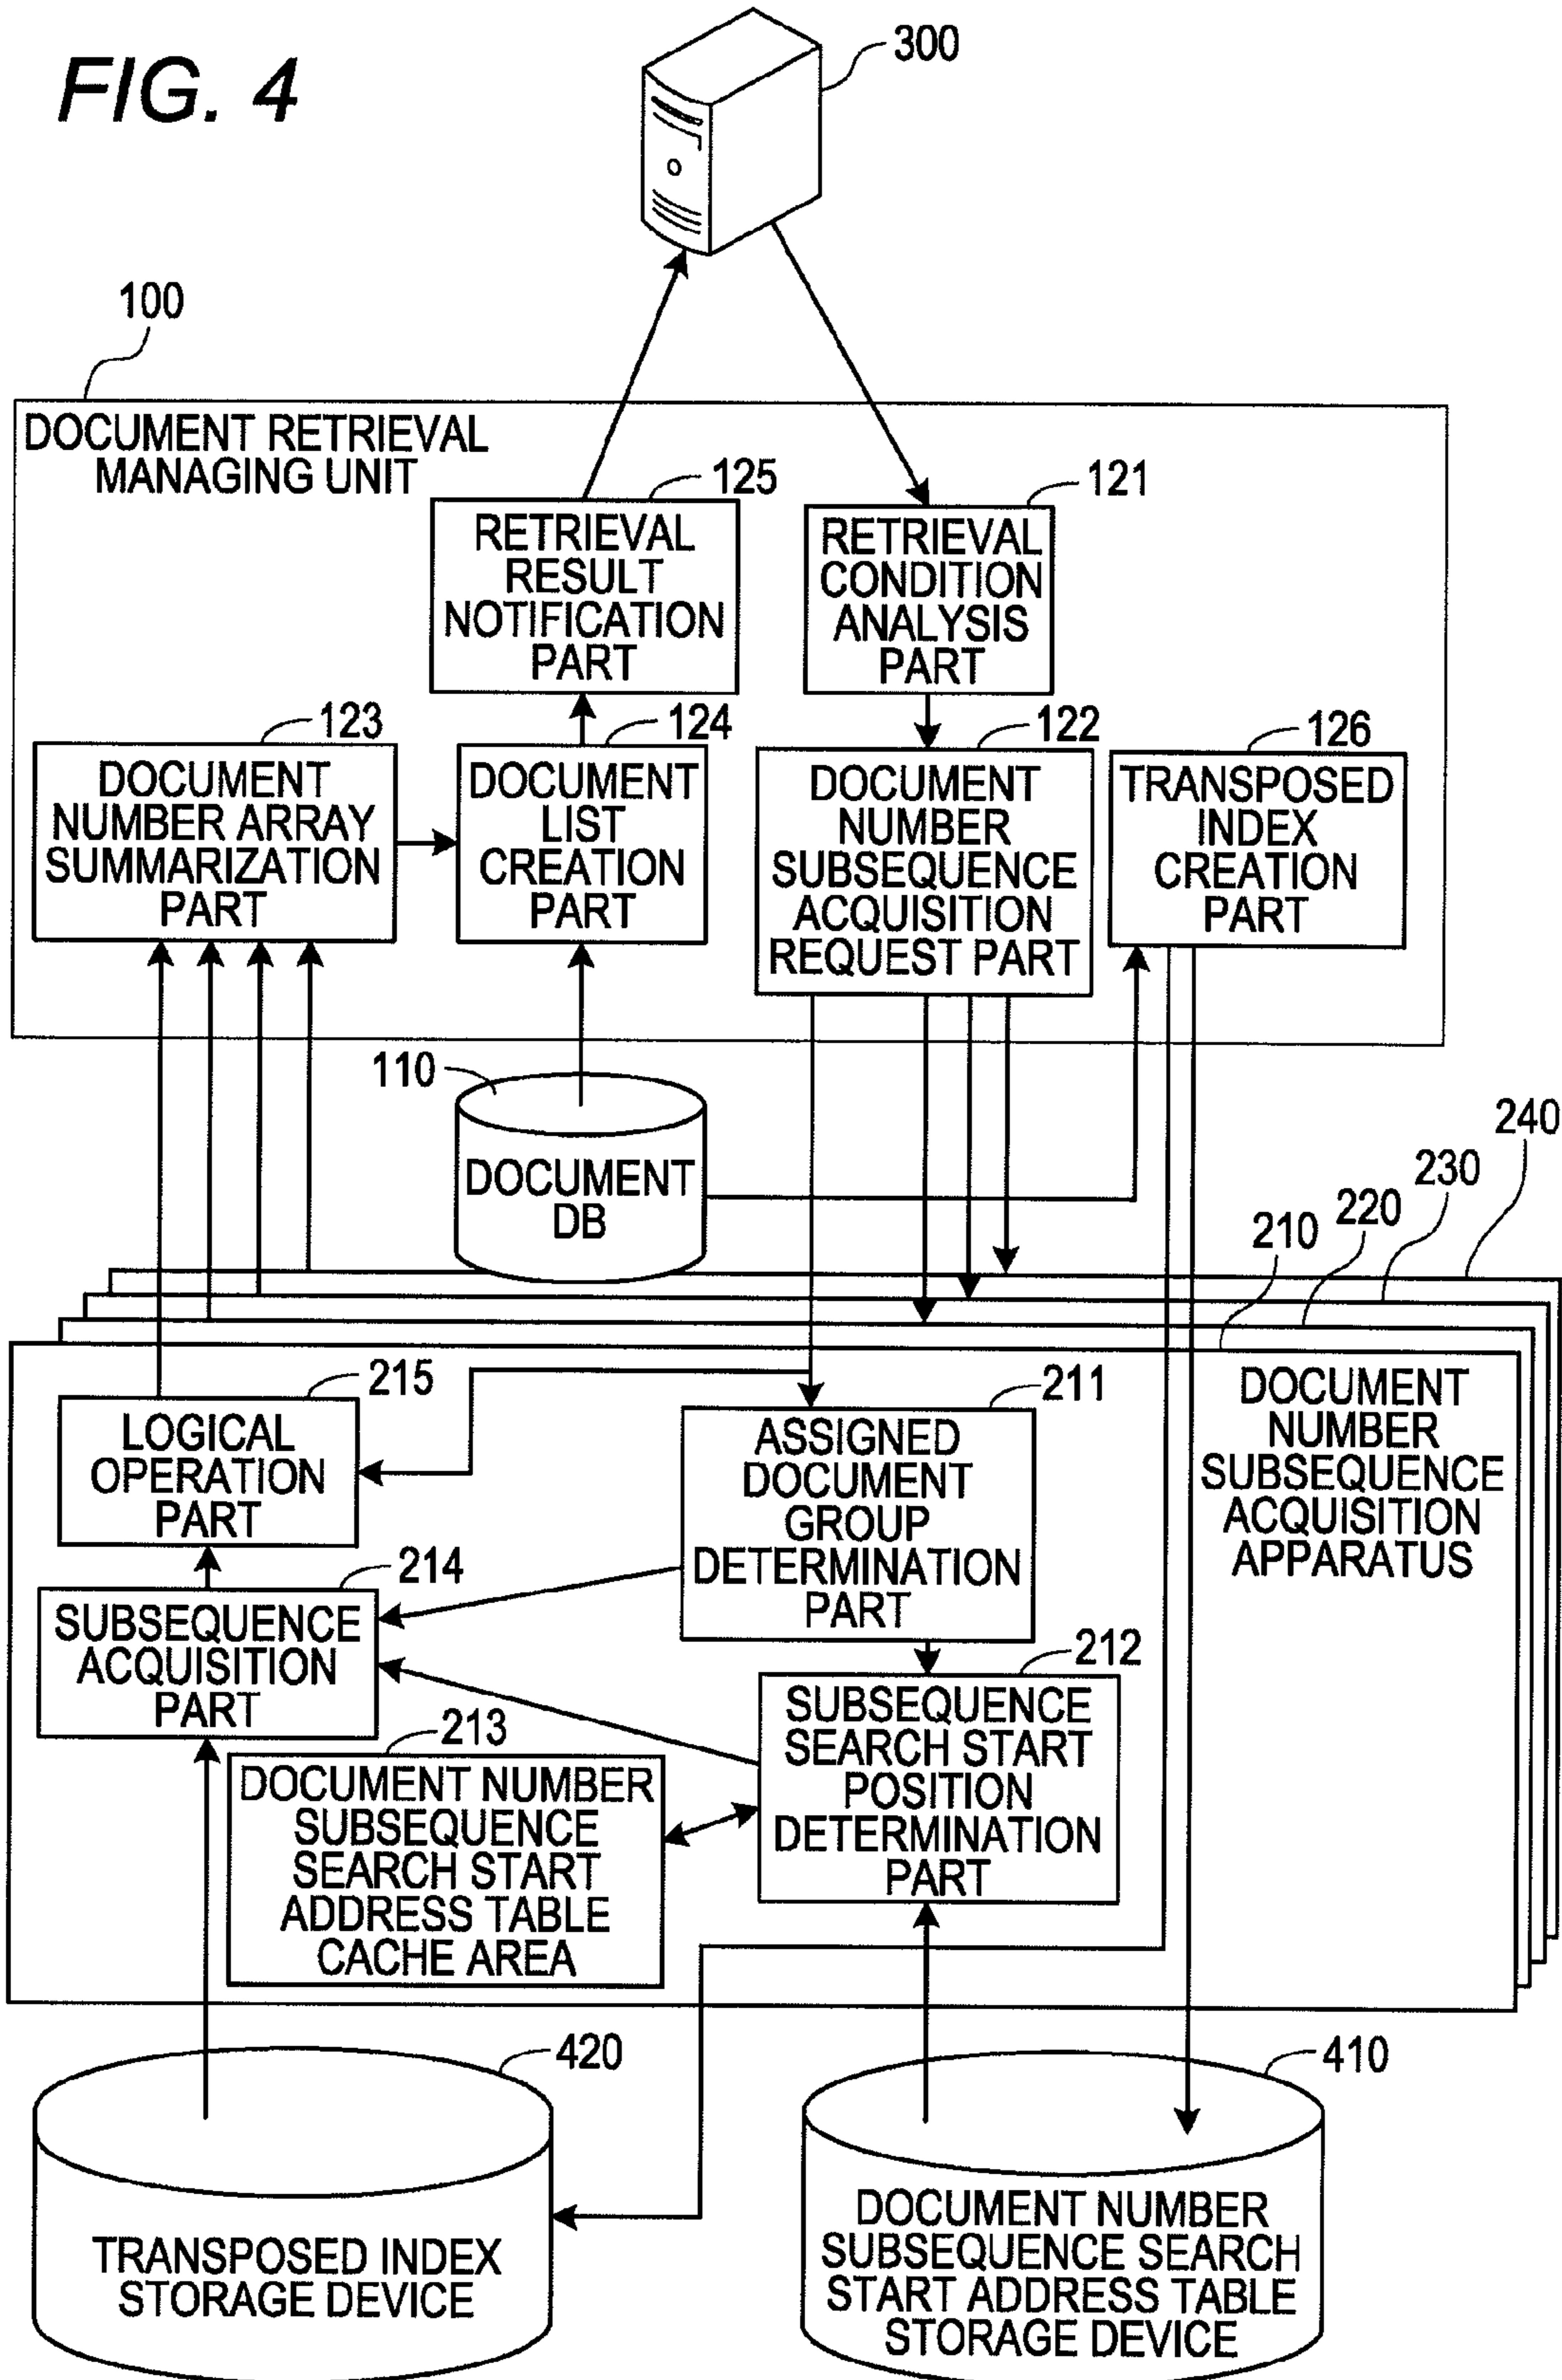 FIG. 4
300
100
DOCUMENT RETRIEVAL
MANAGING UNIT
125
RETRIEVAL
RESULT
NOTIFICATION
PART
121
RETRIEVAL
CONDITION
ANALYSIS
PART
123
DOCUMENT
NUMBER ARRAY
SUMMARIZATION
PART
124
DOCUMENT
LIST
CREATION
PART
122
DOCUMENT
NUMBER
SUBSEQUENCE
ACQUISITION
REQUEST PART
126
TRANSPOSED
INDEX
CREATION
PART
110
DOCUMENT
DB
240
230
220
210
DOCUMENT
NUMBER
SUBSEQUENCE
ACQUISITION
APPARATUS
215
LOGICAL
OPERATION
PART
211
ASSIGNED
DOCUMENT
GROUP
DETERMINATION
PART
214
SUBSEQUENCE
ACQUISITION
PART
212
SUBSEQUENCE
SEARCH START
POSITION
DETERMINATION
PART
213
DOCUMENT NUMBER
SUBSEQUENCE
SEARCH START
ADDRESS TABLE
CACHE AREA
420
TRANSPOSED INDEX
STORAGE DEVICE
410
DOCUMENT NUMBER
SUBSEQUENCE SEARCH
START ADDRESS TABLE
STORAGE DEVICE